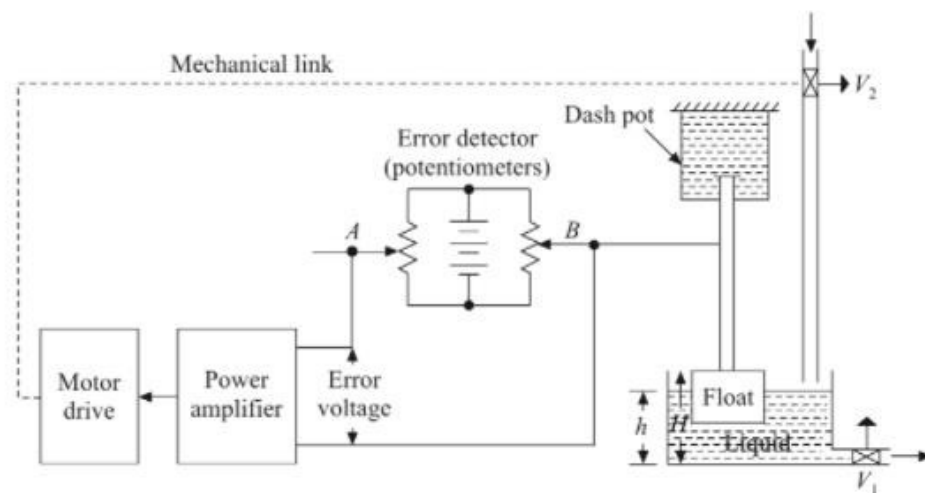 Mechanical link
V₂
Dash pot
Error detector
(potentiometers)
A
B
Motor
drive
Power
amplifier
Error
voltage
Float
h
H
Liquid
V₁